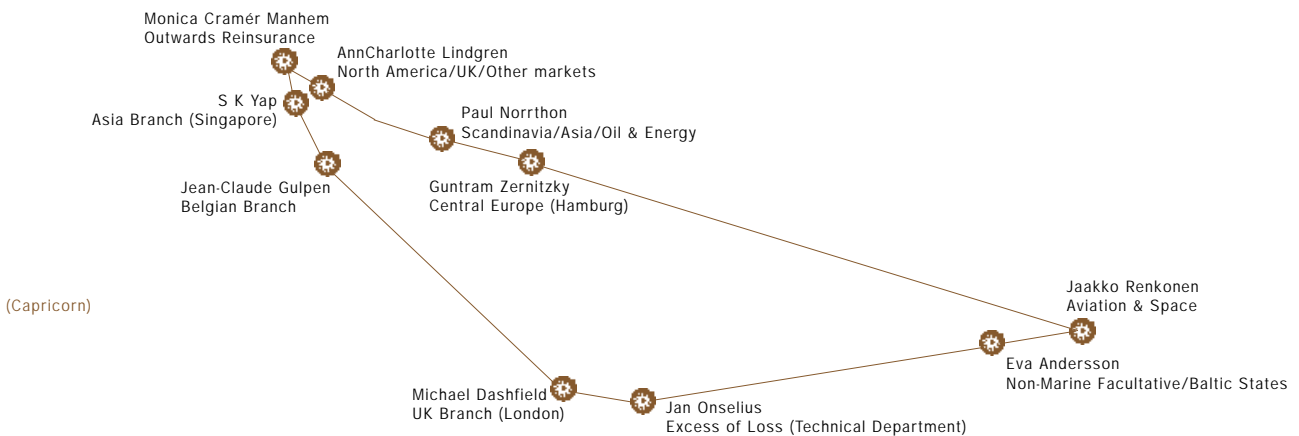 Monica Cramér Manhem
Outwards Reinsurance
AnnCharlotte Lindgren
North America/UK/Other markets
S K Yap
Asia Branch (Singapore)
Paul Norrthon
Scandinavia/Asia/Oil & Energy
Jean-Claude Gulpen
Belgian Branch
Guntram Zernitzky
Central Europe (Hamburg)
(Capricorn)
Jaakko Renkonen
Aviation & Space
Eva Andersson
Non-Marine Facultative/Baltic States
Michael Dashfield
UK Branch (London)
Jan Onselius
Excess of Loss (Technical Department)